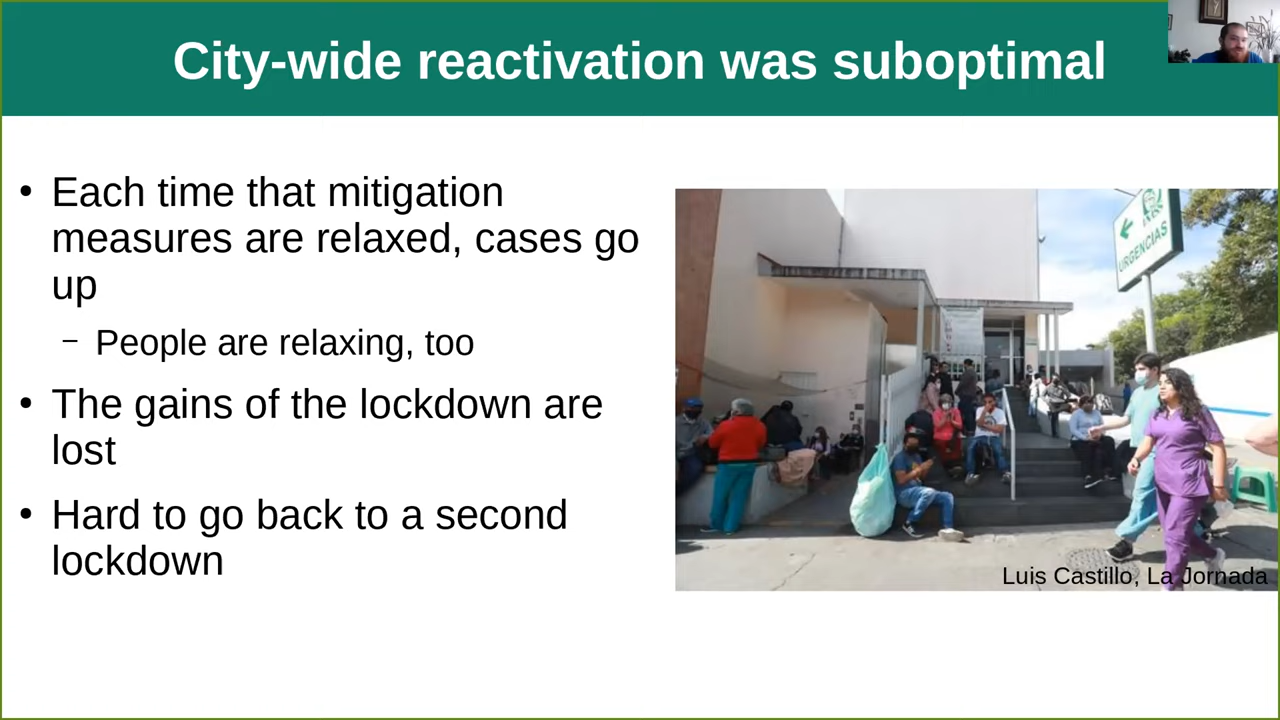 City-wide reactivation was suboptimal
• Each time that mitigation
measures are relaxed, cases go
up
– People are relaxing, too
• The gains of the lockdown are
lost
• Hard to go back to a second
lockdown
URGENCIAS
Luis Castillo, La Jornada